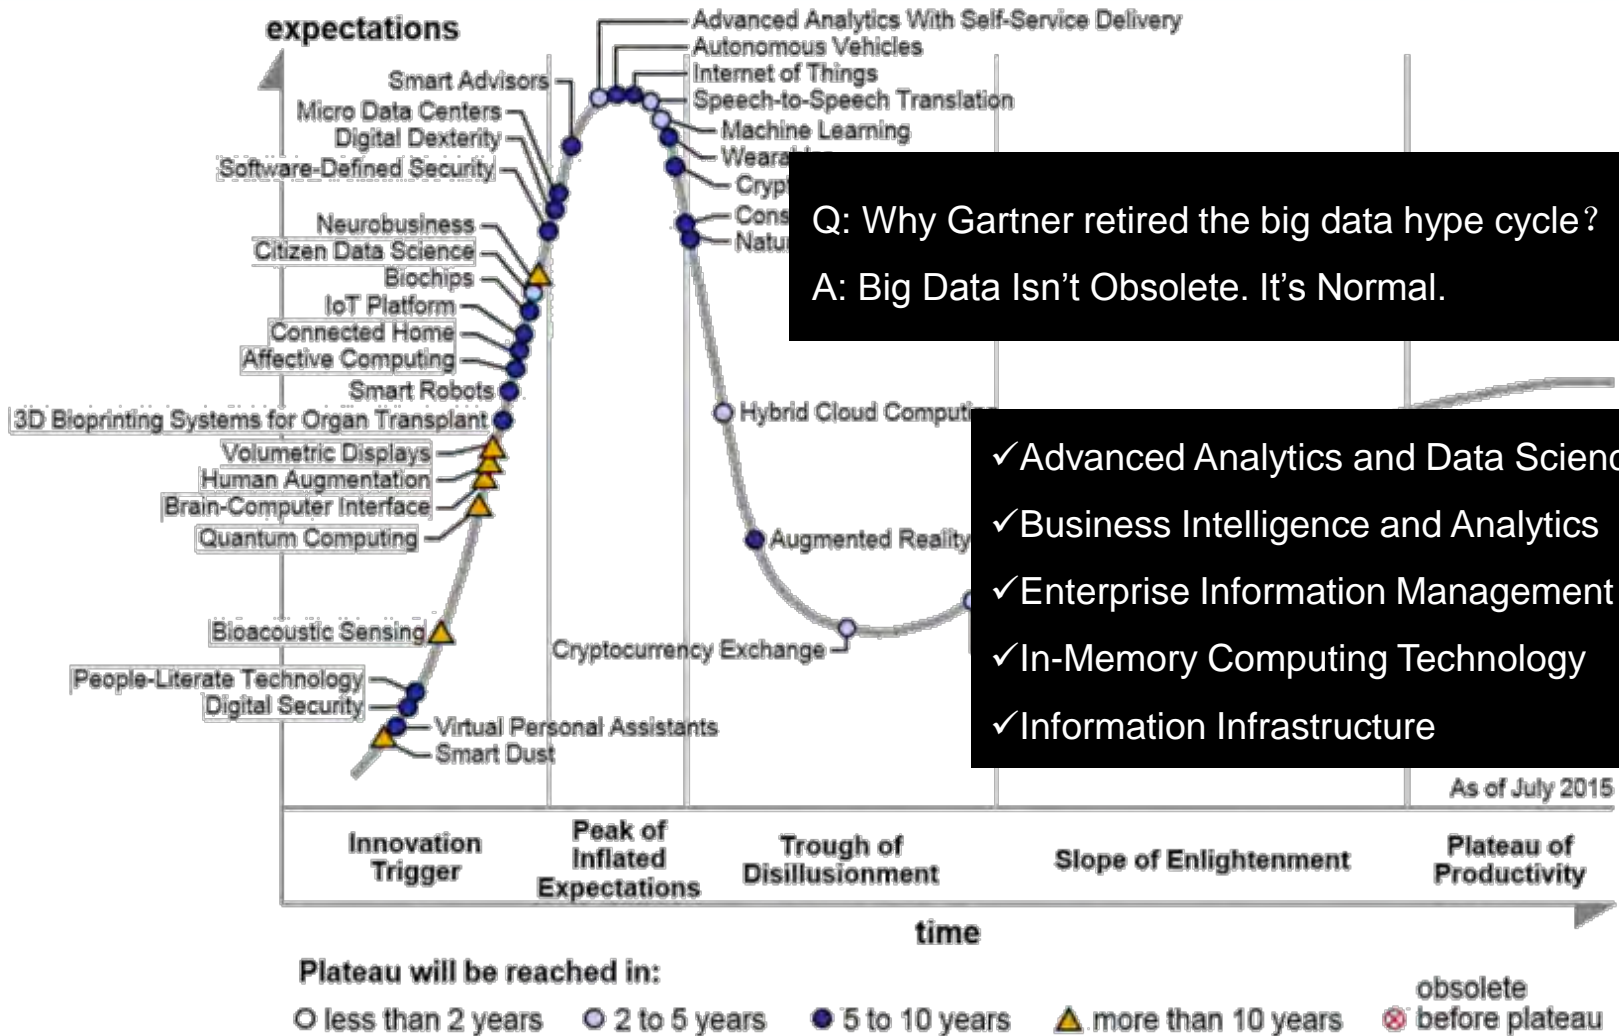 expectations
Advanced Analytics With Self-Service Delivery
Autonomous Vehicles
Internet of Things
Speech-to-Speech Translation
Machine Learning
Smart Advisors
Micro Data Centers
Digital Dexterity
Software-Defined Security
Neurobusiness
Citizen Data Science
Biochips
IoT Platform
Connected Home
Affective Computing
Smart Robots
3D Bioprinting Systems for Organ Transplant
Volumetric Displays
Human Augmentation
Brain-Computer Interface
Quantum Computing
Bioacoustic Sensing
People-Literate Technology
Digital Security
Virtual Personal Assistants
Smart Dust
Q: Why Gartner retired the big data hype cycle?
A: Big Data Isn't Obsolete. It's Normal.
Hybrid Cloud
Augmented Reality
Cryptocurrency Exchange
✓Advanced Analytics and Data
✓Business Intelligence and Analytics
✓Enterprise Information Management
✓In-Memory Computing Technology
✓Information Infrastructure
As of July 2015
Innovation
Trigger
Peak of
Inflated
Expectations
Trough of
Disillusionment
Slope of Enlightenment
Plateau of
Productivity
time
Plateau will be reached in:
less than 2 years
2 to 5 years
5 to 10 years
more than 10 years
obsolete
before plateau